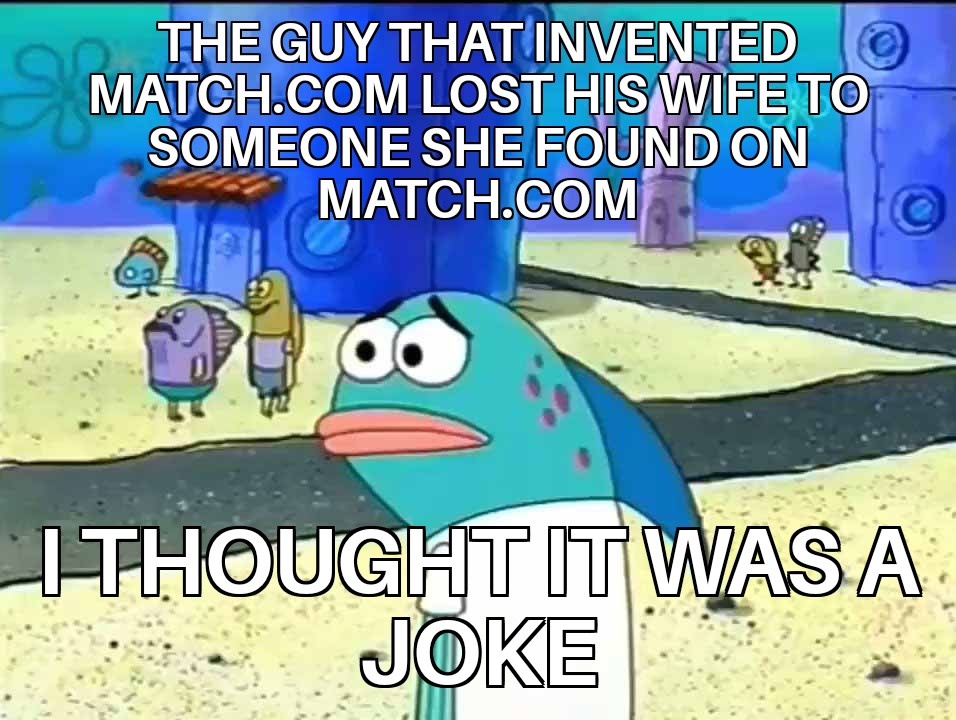 THE GUY THAT INVENTED
MATCH.COM LOST HIS WIFE TO
SOMEONE SHE FOUND ON
MATCH.COM
I THOUGHT IT WAS A
JOKE